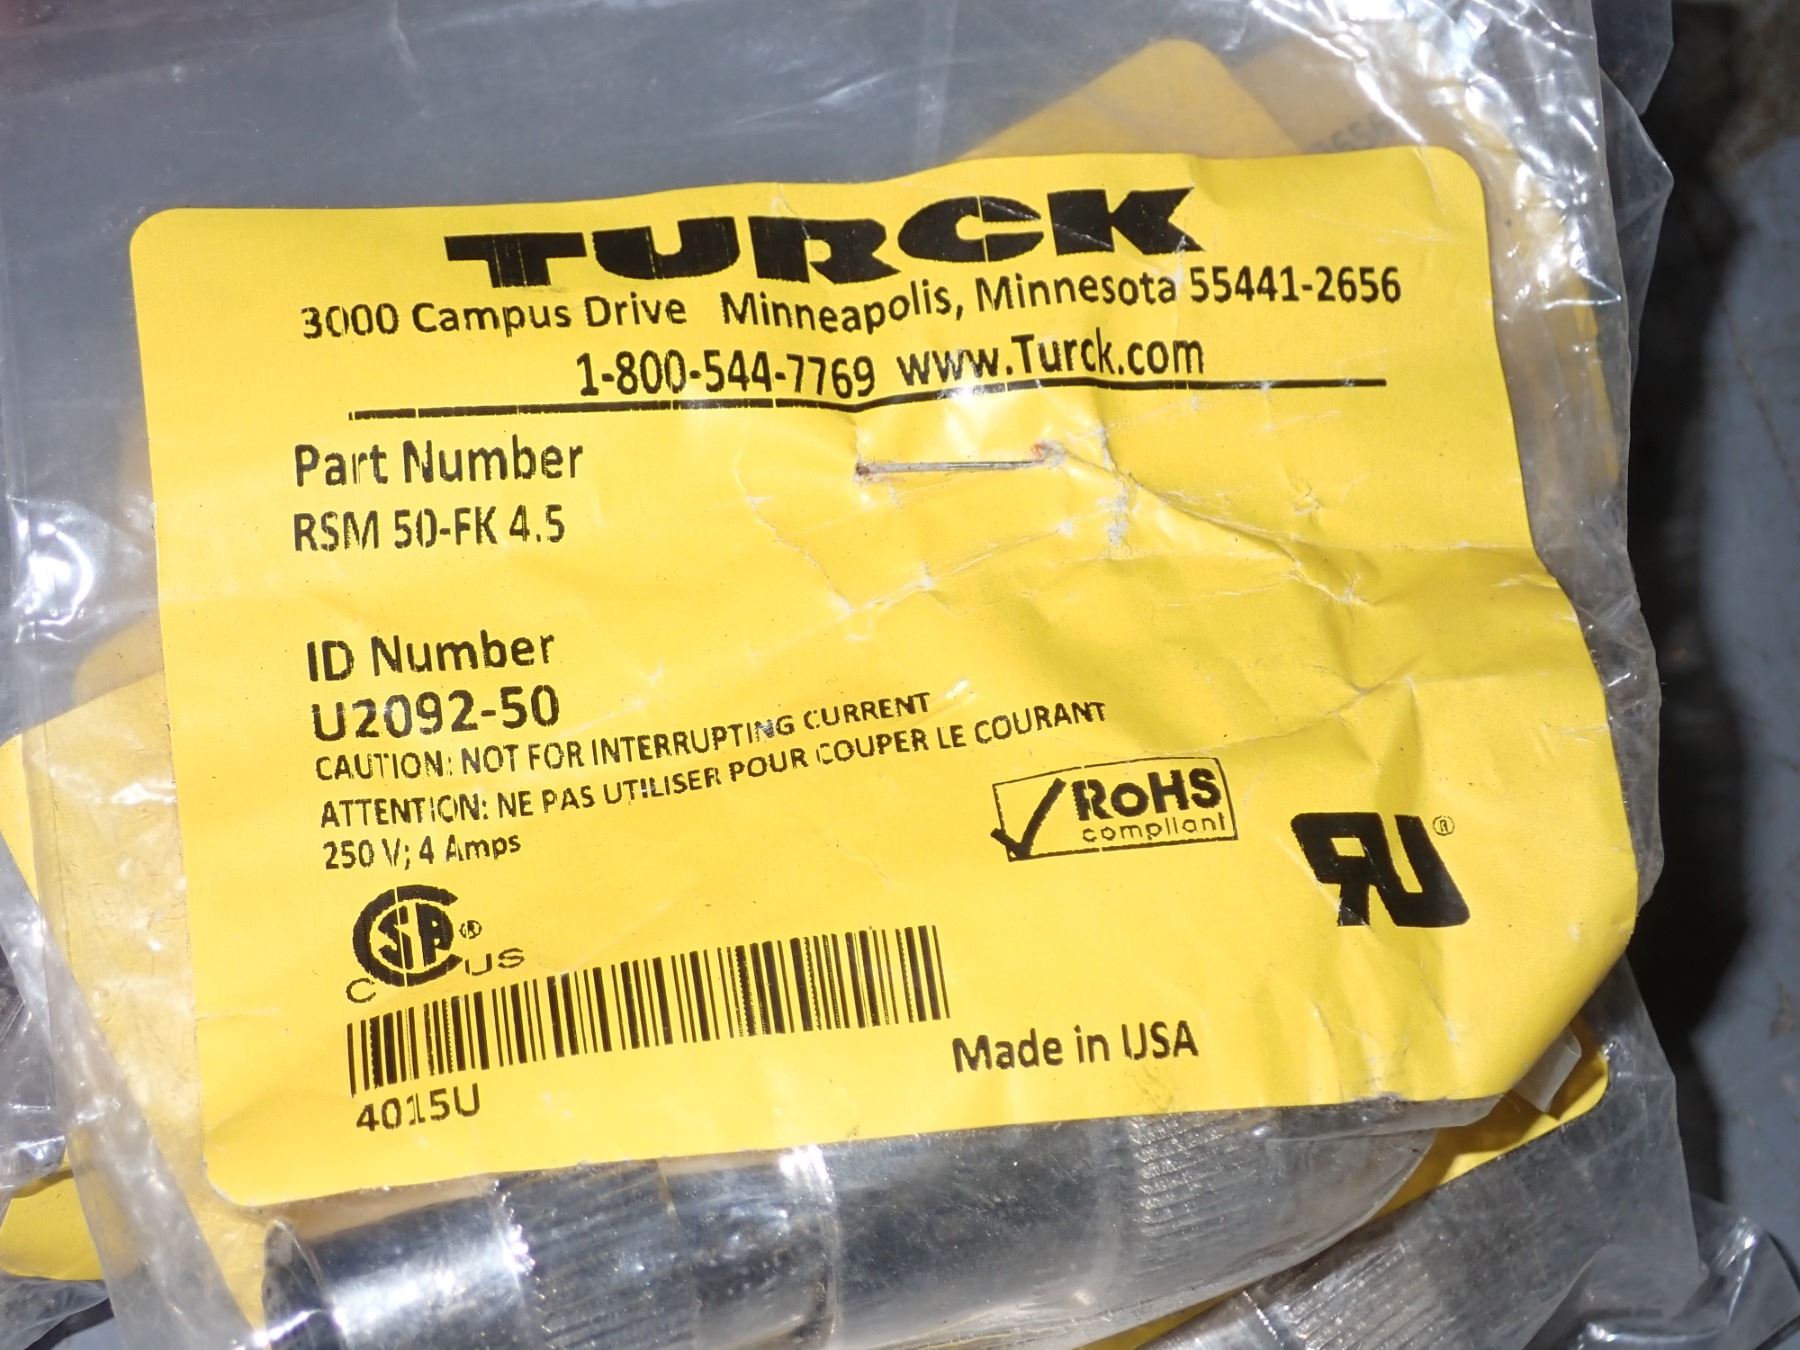 TURCK
3000 Campus Drive Minneapolis, Minnesota 55441-2656
1-800-544-7769 www.Turck.com
Part Number
RSM 50-FK 4.5
ID Number
U2092-50
CAUTION: NOT FOR INTERRUPTING CURRENT
ATTENTION: NE PAS UTILISER POUR COUPER LE COURANT
250 V; 4 Amps
RoHS
compliant
RU®
C SA® US
4015U
Made in USA